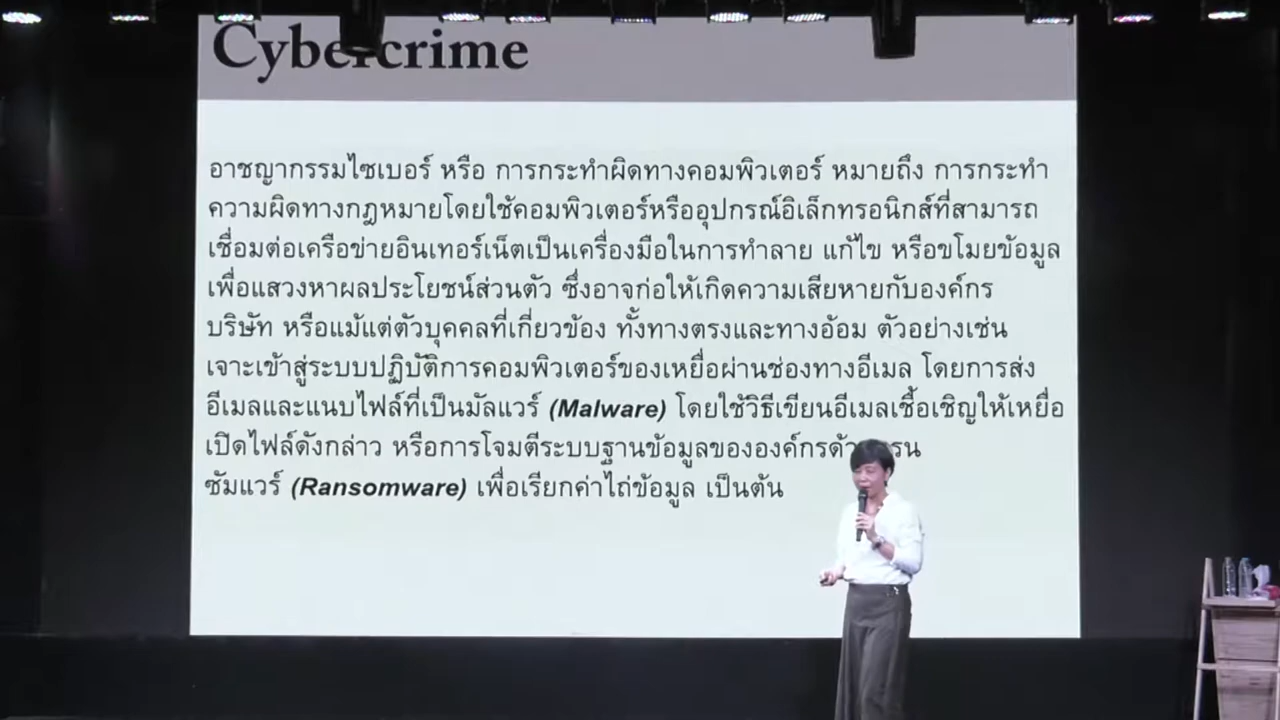 Cybercrime
อาชญากรรมไซเบอร์ หรือ การกระทำผิดทางคอมพิวเตอร์ หมายถึง การกระทำ
ความผิดทางกฎหมายโดยใช้คอมพิวเตอร์หรืออุปกรณ์อิเล็กทรอนิกส์ที่สามารถ
เชื่อมต่อเครือข่ายอินเทอร์เน็ตเป็นเครื่องมือในการทำลาย แก้ไข หรือขโมยข้อมูล
เพื่อแสวงหาผลประโยชน์ส่วนตัว ซึ่งอาจก่อให้เกิดความเสียหายกับองค์กร
บริษัท หรือแม้แต่ตัวบุคคลที่เกี่ยวข้อง ทั้งทางตรงและทางอ้อม ตัวอย่างเช่น
เจาะเข้าสู่ระบบปฏิบัติการคอมพิวเตอร์ของเหยื่อผ่านช่องทางอีเมล โดยการส่ง
อีเมลและแนบไฟล์ที่เป็นมัลแวร์ (Malware) โดยใช้วิธีเขียนอีเมลเชื้อเชิญให้เหยื่อ
เปิดไฟล์ดังกล่าว หรือการโจมตีระบบฐานข้อมูลขององค์กร
ซัมแวร์ (Ransomware) เพื่อเรียกค่าไถ่ข้อมูล เป็นต้น